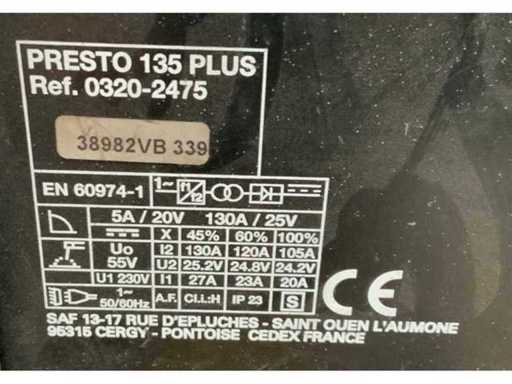 PRESTO 135 PLUS
Ref. 0320-2475
38982VB 339
EN 60974-1 1~ f1 f2
5A / 20V 130A / 25V
X 45% 60% 100%
Uo 55V I2 130A 120A 105A
U2 25.2V 24.8V 24.2V
U1 230V I1 27A 23A 20A
1~ 50/60Hz A.F. Cl.I.:H IP 23 S
CE
SAF 13-17 RUE D'EPLUCHES - SAINT OUEN L'AUMONE
95315 CERGY - PONTOISE CEDEX FRANCE